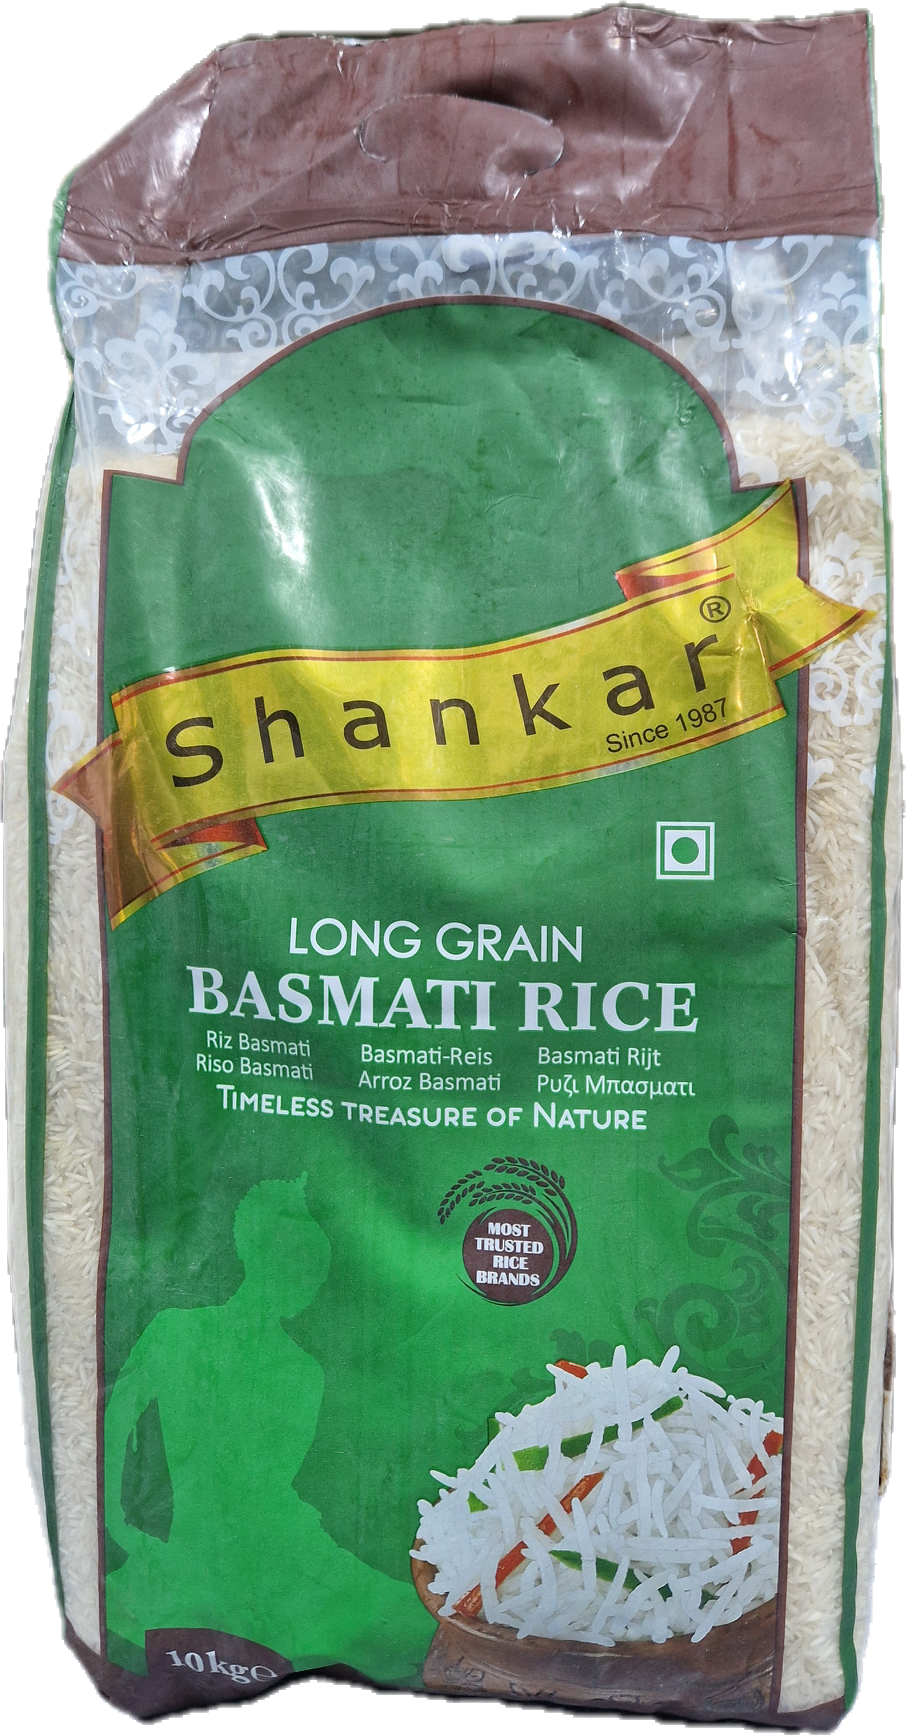 Shankar®
Since 1987
LONG GRAIN
BASMATI RICE
Riz Basmati Basmati-Reis Basmati Rijt
Riso Basmati Arroz Basmati Ρυζι Μπασματι
TIMELESS TREASURE OF NATURE
MOST
TRUSTED
RICE
BRANDS
10kg℮